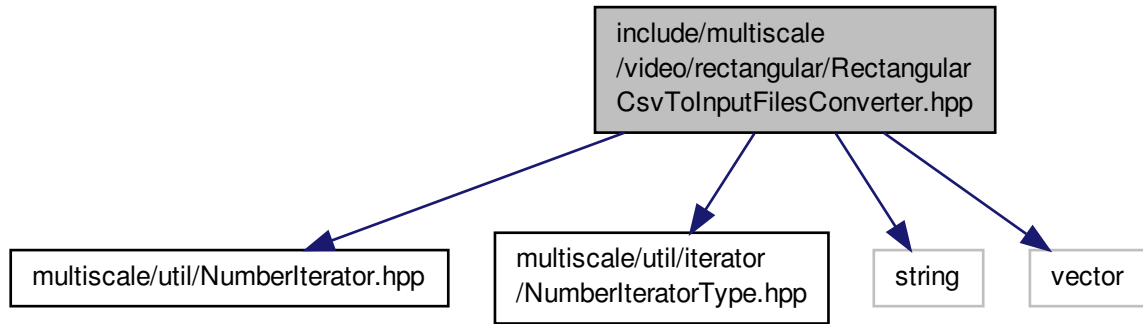 include/multiscale
/video/rectangular/Rectangular
CsvToInputFilesConverter.hpp
multiscale/util/NumberIterator.hpp
multiscale/util/iterator
/NumberIteratorType.hpp
string
vector